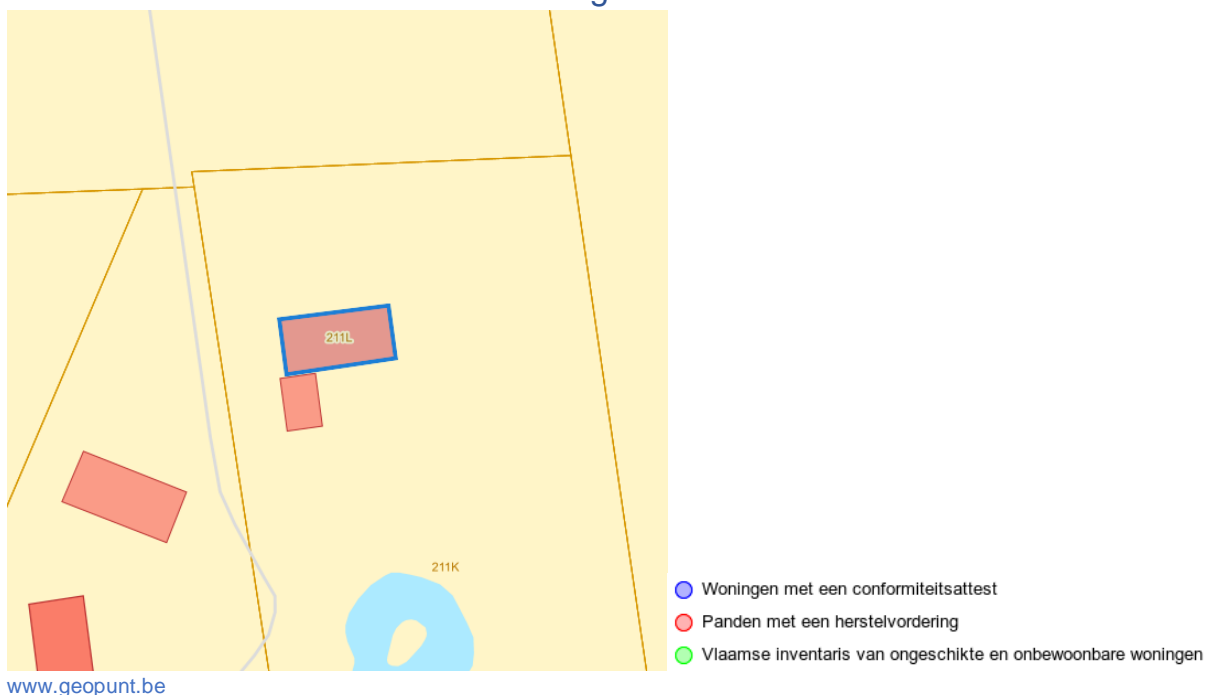 211L
211K
Woningen met een conformiteitsattest
Panden met een herstelvordering
Vlaamse inventaris van ongeschikte en onbewoonbare woningen
www.geopunt.be